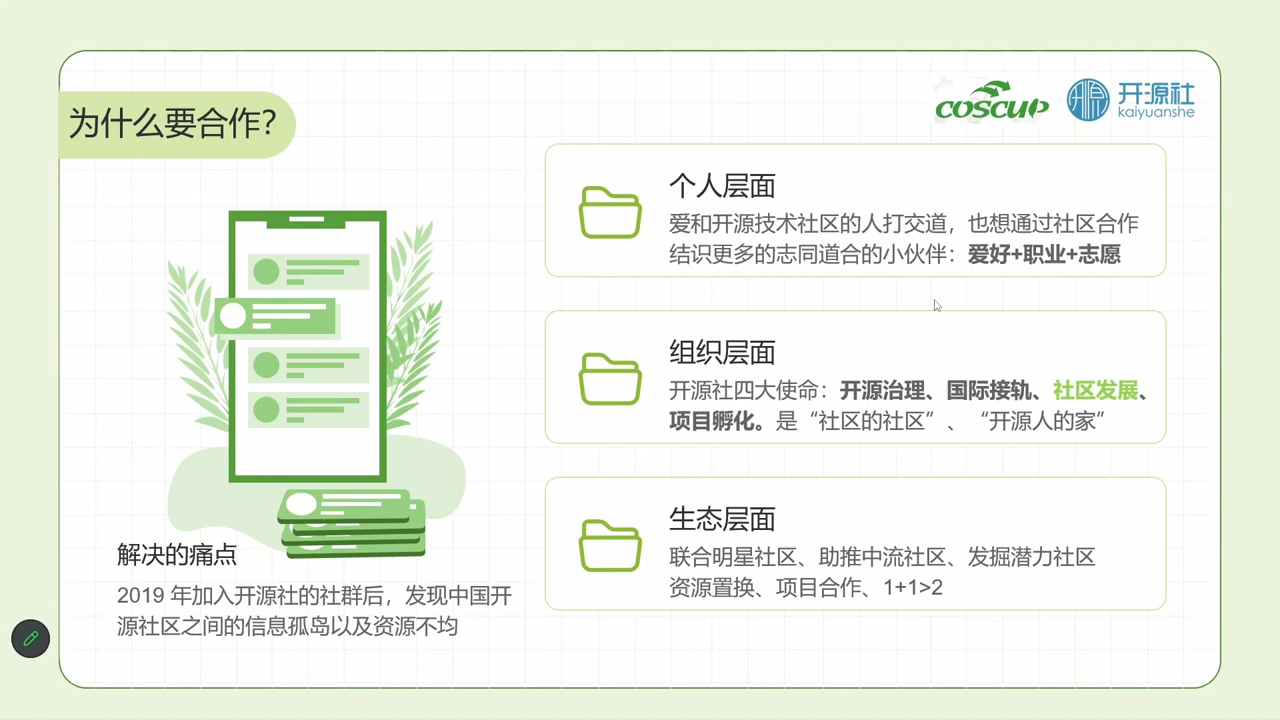 为什么要合作?
coscup
开源社
kaiyuanshe
个人层面
爱和开源技术社区的人打交道，也想通过社区合作
结识更多的志同道合的小伙伴：爱好+职业+志愿
组织层面
开源社四大使命：开源治理、国际接轨、社区发展、
项目孵化。是“社区的社区”、“开源人的家”
生态层面
联合明星社区、助推中流社区、发掘潜力社区
资源置换、项目合作、1+1>2
解决的痛点
2019 年加入开源社的社群后，发现中国开
源社区之间的信息孤岛以及资源不均